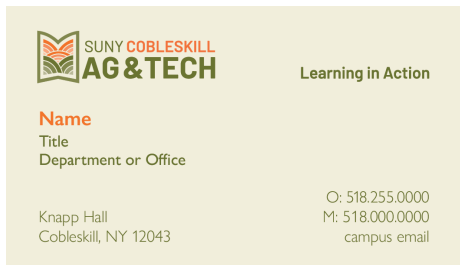 SUNY COBLESKILL
AG & TECH
Learning in Action
Name
Title
Department or Office
O: 518.255.0000
Knapp Hall
M: 518.000.0000
Cobleskill, NY 12043
campus email